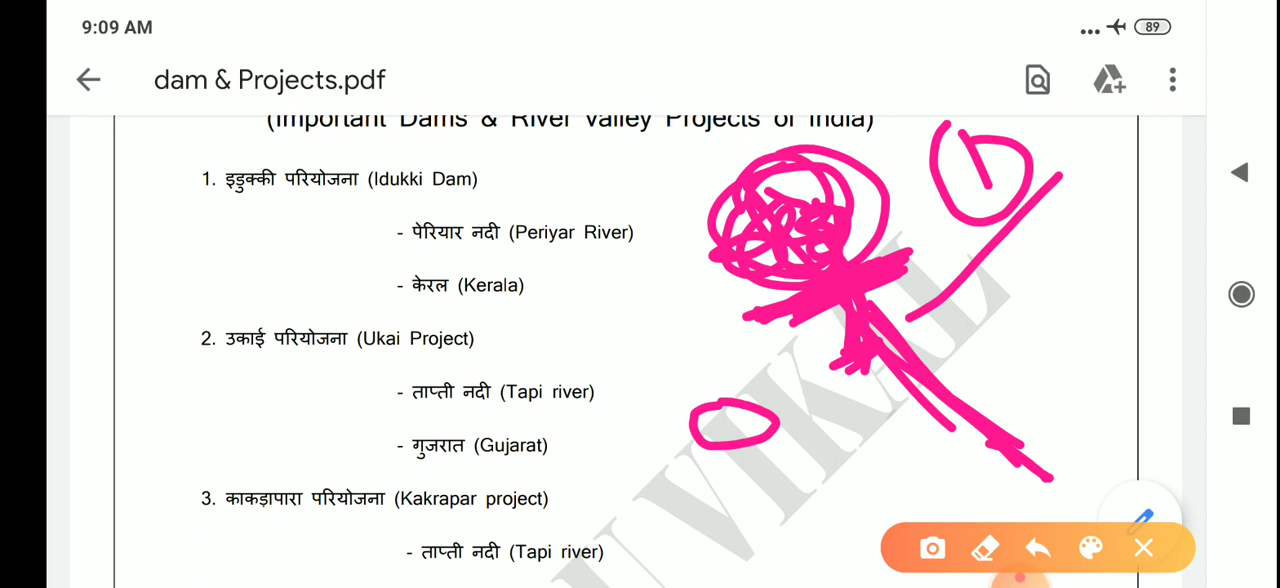 9:09 AM
89
dam & Projects.pdf
(Important Dams & River Valley Projects of India)
1. इडुक्की परियोजना (Idukki Dam)
- पेरियार नदी (Periyar River)
- केरल (Kerala)
2. उकाई परियोजना (Ukai Project)
- ताप्ती नदी (Tapi river)
- गुजरात (Gujarat)
3. काकड़ापारा परियोजना (Kakrapar project)
- ताप्ती नदी (Tapi river)
VIKAL